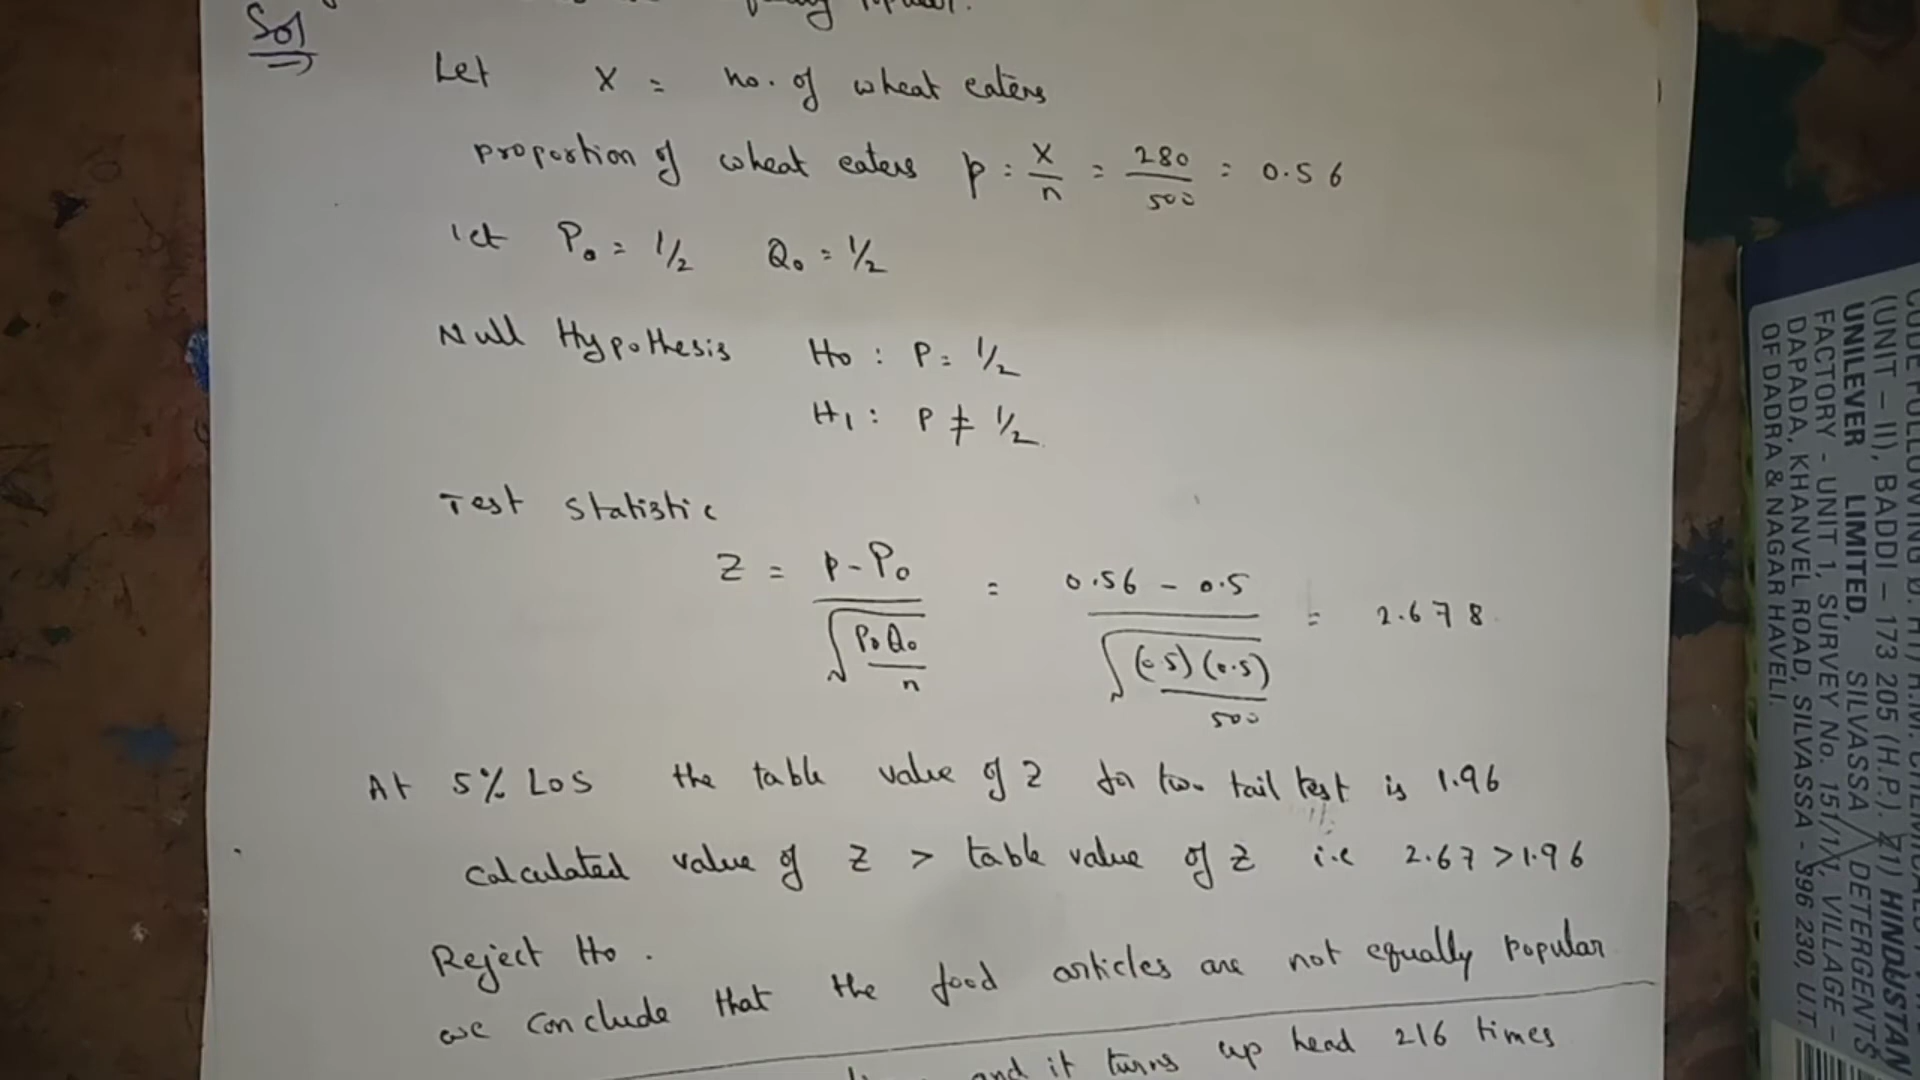 Sol
Let X = no. of wheat eaters
proportion of wheat eaters p = X/n = 280/500 = 0.56
let P₀ = 1/2 Q₀ = 1/2
Null Hypothesis H₀ : P = 1/2
H₁ : P ≠ 1/2
Test statistic
Z = p - P₀ / √(P₀Q₀/n) = 0.56 - 0.5 / √((0.5)(0.5)/500) = 2.678
At 5% LOS the table value of Z for two tail test is 1.96
Calculated value of Z > table value of Z i.e 2.67 > 1.96
Reject H₀.
we conclude that the food articles are not equally popular
and it turns up head 216 times
(UNIT – II), BADDI – 173 205 (H.P.). Z1) HINDUSTAN
UNILEVER LIMITED, SILVASSA DETERGENTS
FACTORY - UNIT 1, SURVEY No. 151/1/1, VILLAGE -
DAPADA, KHANVEL ROAD, SILVASSA - 396 230, U.T.
OF DADRA & NAGAR HAVELI.